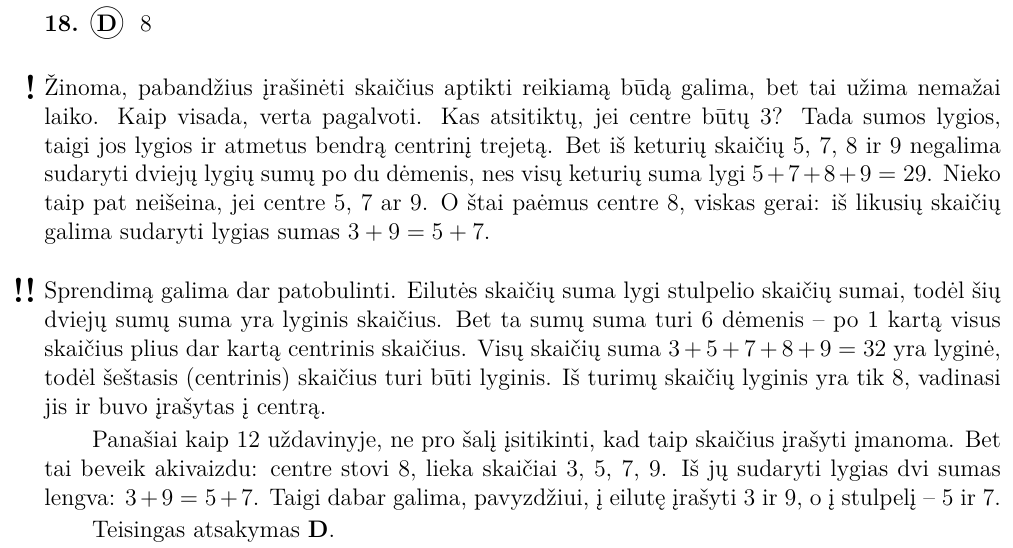 18. D 8
! Žinoma, pabandžius įrašinėti skaičius aptikti reikiamą būdą galima, bet tai užima nemažai
laiko. Kaip visada, verta pagalvoti. Kas atsitiktų, jei centre būtų 3? Tada sumos lygios,
taigi jos lygios ir atmetus bendrą centrinį trejetą. Bet iš keturių skaičių 5, 7, 8 ir 9 negalima
sudaryti dviejų lygių sumų po du dėmenis, nes visų keturių suma lygi 5+7+8+9 = 29. Nieko
taip pat neišeina, jei centre 5, 7 ar 9. O štai paėmus centre 8, viskas gerai: iš likusių skaičių
galima sudaryti lygias sumas 3 + 9 = 5 + 7.
!! Sprendimą galima dar patobulinti. Eilutės skaičių suma lygi stulpelio skaičių sumai, todėl šių
dviejų sumų suma yra lyginis skaičius. Bet ta sumų suma turi 6 dėmenis – po 1 kartą visus
skaičius plius dar kartą centrinis skaičius. Visų skaičių suma 3+5+7+8+9 = 32 yra lyginė,
todėl šeštasis (centrinis) skaičius turi būti lyginis. Iš turimų skaičių lyginis yra tik 8, vadinasi
jis ir buvo įrašytas į centrą.
Panašiai kaip 12 uždavinyje, ne pro šalį įsitikinti, kad taip skaičius įrašyti įmanoma. Bet
tai beveik akivaizdu: centre stovi 8, lieka skaičiai 3, 5, 7, 9. Iš jų sudaryti lygias dvi sumas
lengva: 3+9 = 5+7. Taigi dabar galima, pavyzdžiui, į eilutę įrašyti 3 ir 9, o į stulpelį – 5 ir 7.
Teisingas atsakymas D.